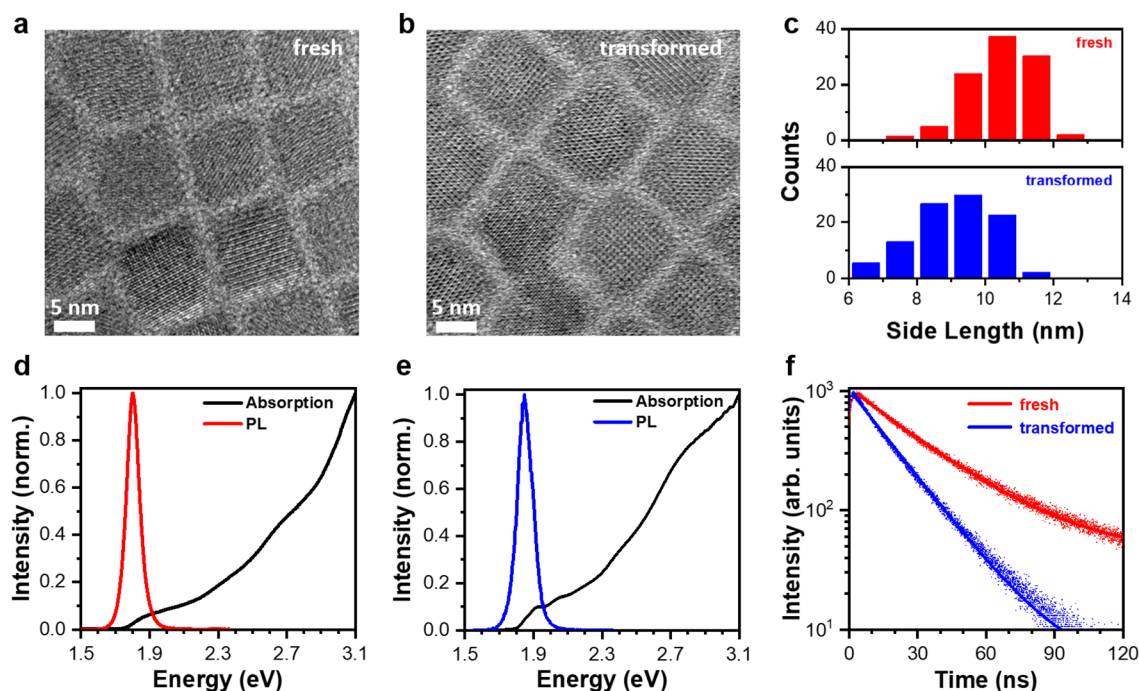 a
fresh
5 nm
b
transformed
5 nm
c
40
fresh
20
0
40
transformed
20
0
Counts
6 8 10 12 14
Side Length (nm)
d
1.0
0.8
0.6
0.4
0.2
0.0
Intensity (norm.)
Absorption
PL
1.5 1.9 2.3 2.7 3.1
Energy (eV)
e
1.0
0.8
0.6
0.4
0.2
0.0
Intensity (norm.)
Absorption
PL
1.5 1.9 2.3 2.7 3.1
Energy (eV)
f
10³
10²
10¹
Intensity (arb. units)
fresh
transformed
0 30 60 90 120
Time (ns)